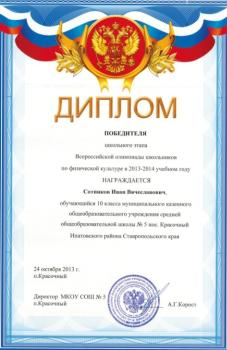 ДИПЛОМ
ПОБЕДИТЕЛЯ
школьного этапа
Всероссийской олимпиады школьников
по физической культуре в 2013-2014 учебном году
НАГРАЖДАЕТСЯ
Сотников Иван Вячеславович,
обучающийся 10 класса муниципального казенного
общеобразовательного учреждения средней
общеобразовательной школы № 5 пос. Красочный
Ипатовского района Ставропольского края
24 октября 2013 г.
п.Красочный
Директор МКОУ СОШ № 5
А.Г.Корост
п.Красочный